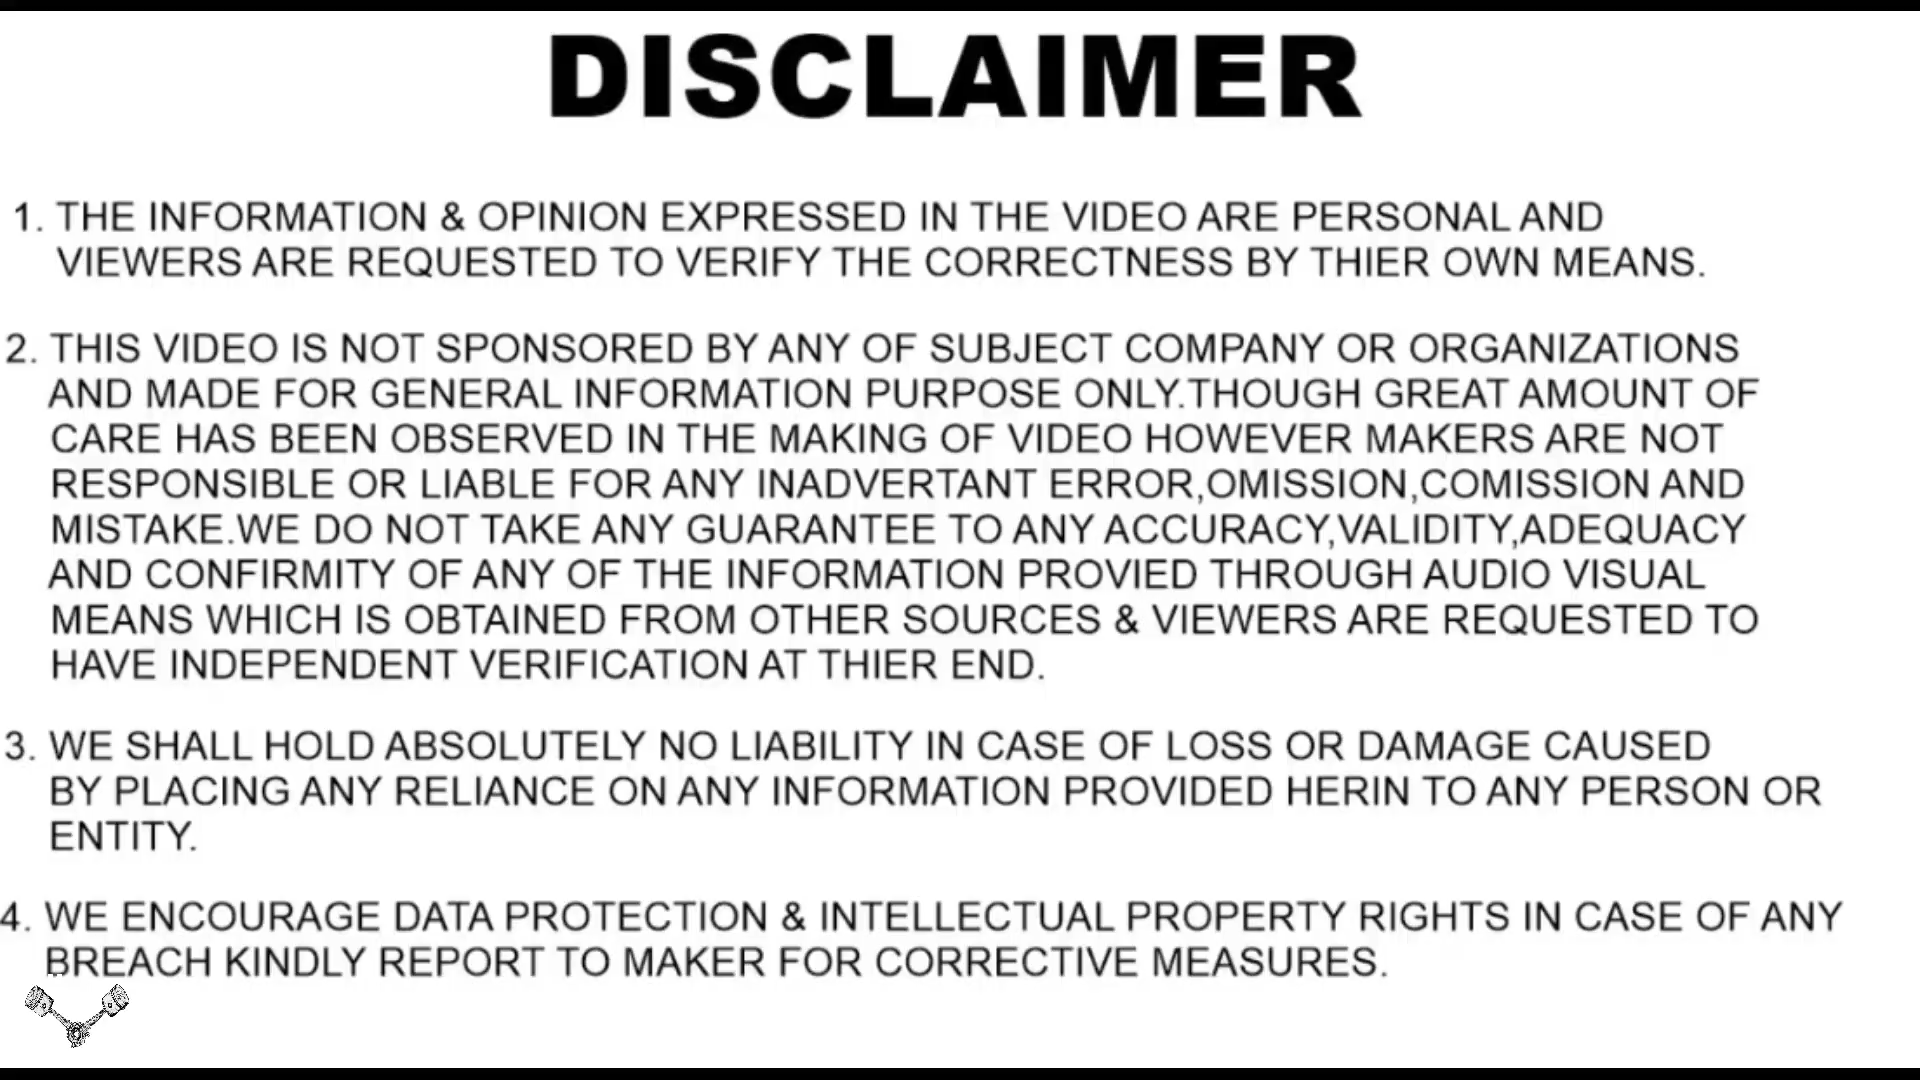 DISCLAIMER
1. THE INFORMATION & OPINION EXPRESSED IN THE VIDEO ARE PERSONAL AND
VIEWERS ARE REQUESTED TO VERIFY THE CORRECTNESS BY THIER OWN MEANS.
2. THIS VIDEO IS NOT SPONSORED BY ANY OF SUBJECT COMPANY OR ORGANIZATIONS
AND MADE FOR GENERAL INFORMATION PURPOSE ONLY.THOUGH GREAT AMOUNT OF
CARE HAS BEEN OBSERVED IN THE MAKING OF VIDEO HOWEVER MAKERS ARE NOT
RESPONSIBLE OR LIABLE FOR ANY INADVERTANT ERROR,OMISSION,COMISSION AND
MISTAKE.WE DO NOT TAKE ANY GUARANTEE TO ANY ACCURACY,VALIDITY,ADEQUACY
AND CONFIRMITY OF ANY OF THE INFORMATION PROVIED THROUGH AUDIO VISUAL
MEANS WHICH IS OBTAINED FROM OTHER SOURCES & VIEWERS ARE REQUESTED TO
HAVE INDEPENDENT VERIFICATION AT THIER END.
3. WE SHALL HOLD ABSOLUTELY NO LIABILITY IN CASE OF LOSS OR DAMAGE CAUSED
BY PLACING ANY RELIANCE ON ANY INFORMATION PROVIDED HERIN TO ANY PERSON OR
ENTITY.
4. WE ENCOURAGE DATA PROTECTION & INTELLECTUAL PROPERTY RIGHTS IN CASE OF ANY
BREACH KINDLY REPORT TO MAKER FOR CORRECTIVE MEASURES.